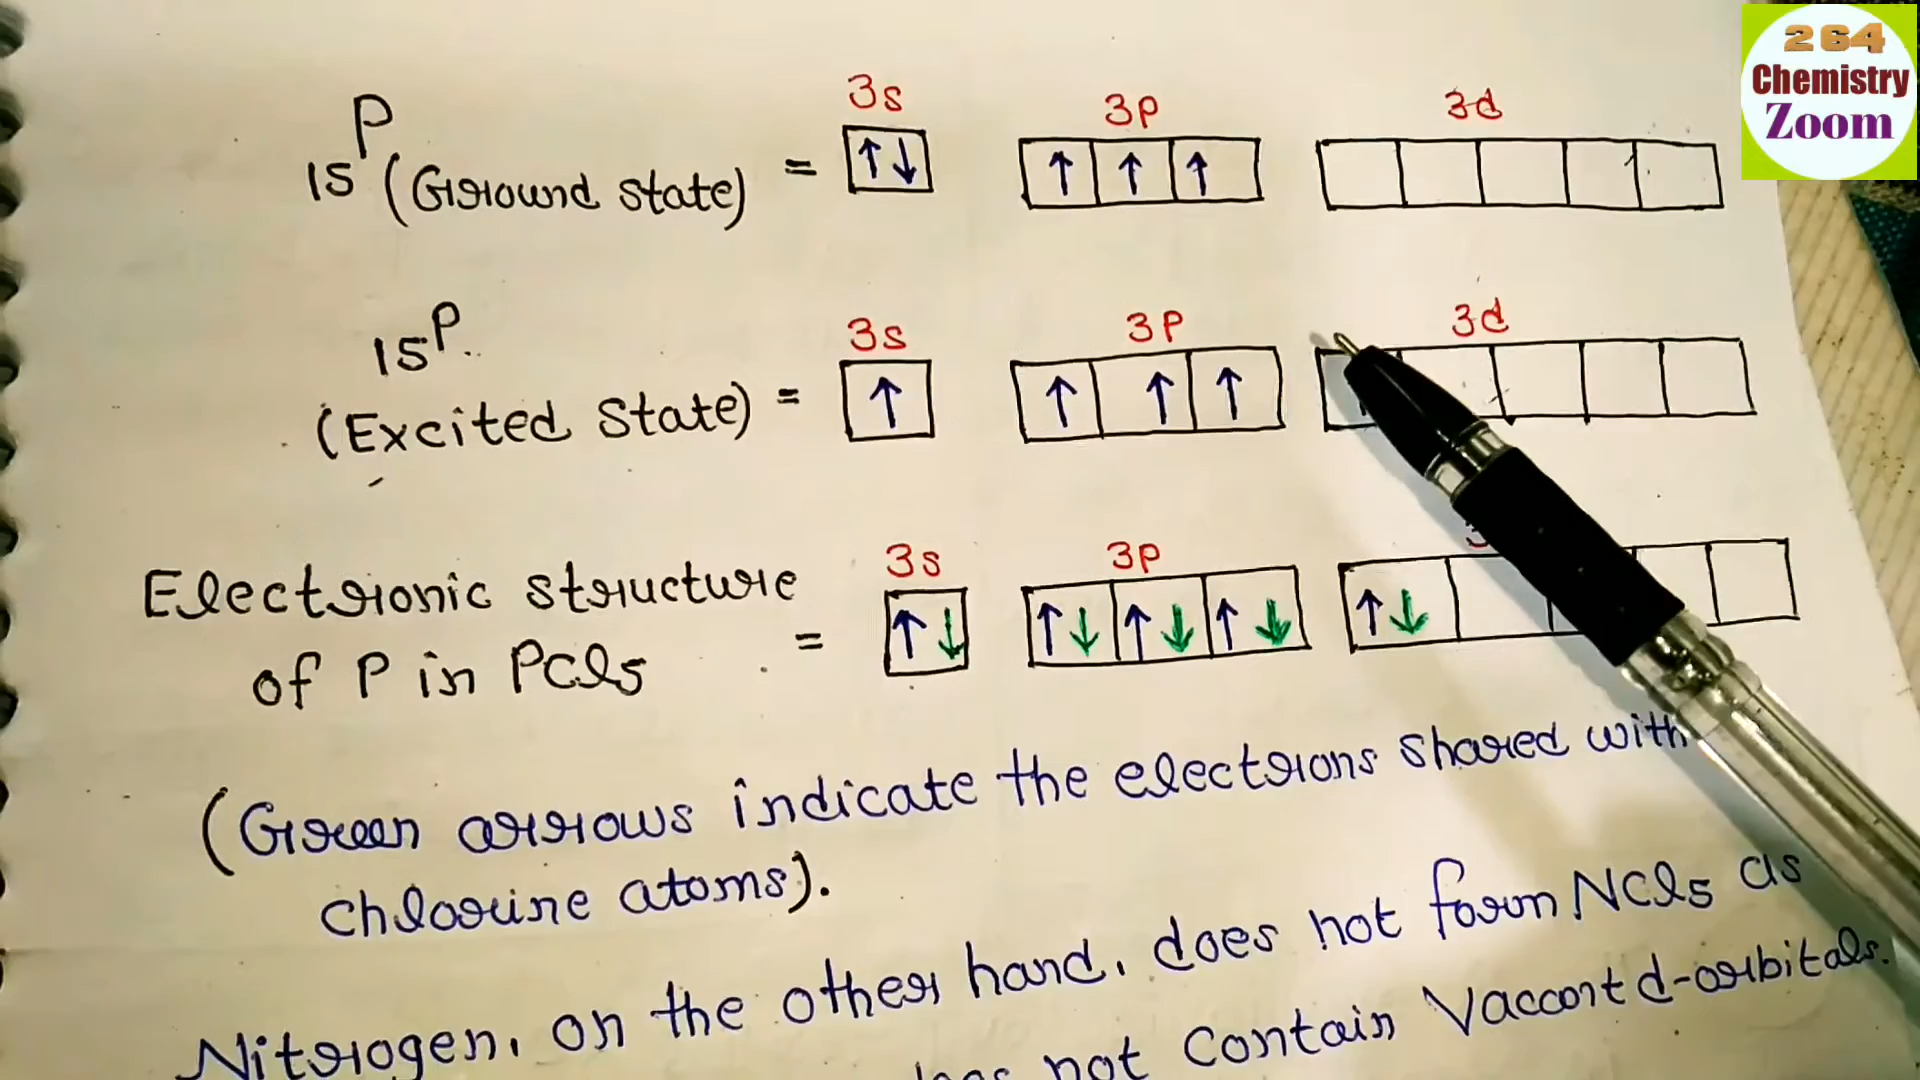 264
Chemistry
Zoom
3s 3p 3d
15P (Ground state) = ↑↓ ↑ ↑ ↑
3s 3p 3d
15P
(Excited State) = ↑ ↑ ↑ ↑
3s 3p
Electronic structure
of P in PCl5 = ↑↓ ↑↓ ↑↓ ↑↓ ↑↓
(Green arrows indicate the electrons shared with
chlorine atoms).
Nitrogen, on the other hand, does not form NCl5 as
not contain Vaccant d-orbitals.